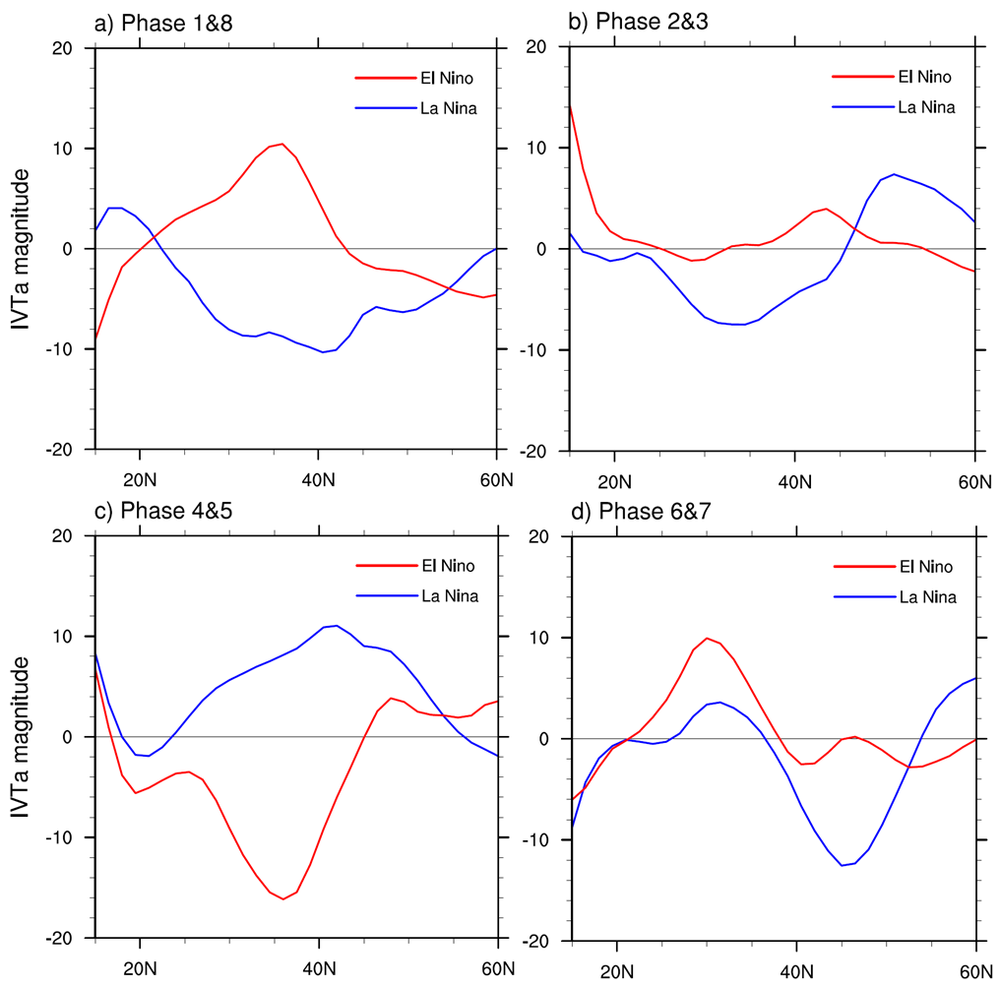 a) Phase 1&8
20
10
0
-10
-20
IVTa magnitude
El Nino
La Nina
20N 40N 60N
b) Phase 2&3
20
10
0
-10
-20
El Nino
La Nina
20N 40N 60N
c) Phase 4&5
20
10
0
-10
-20
IVTa magnitude
El Nino
La Nina
20N 40N 60N
d) Phase 6&7
20
10
0
-10
-20
El Nino
La Nina
20N 40N 60N